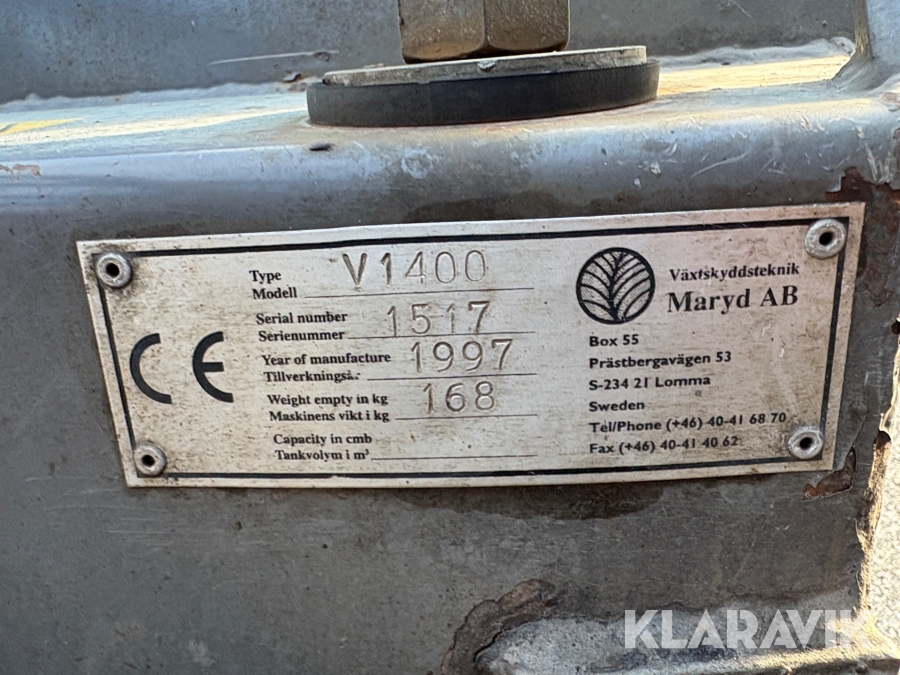 Type
Modell V1400
Serial number
Serienummer 1517
Year of manufacture
Tillverkningsår 1997
Weight empty in kg
Maskinens vikt i kg 168
Capacity in cmb
Tankvolym i m³
CE
Växtskyddsteknik
Maryd AB
Box 55
Prästbergavägen 53
S-234 21 Lomma
Sweden
Tel/Phone (+46) 40-41 68 70
Fax (+46) 40-41 40 62
KLARAVIK